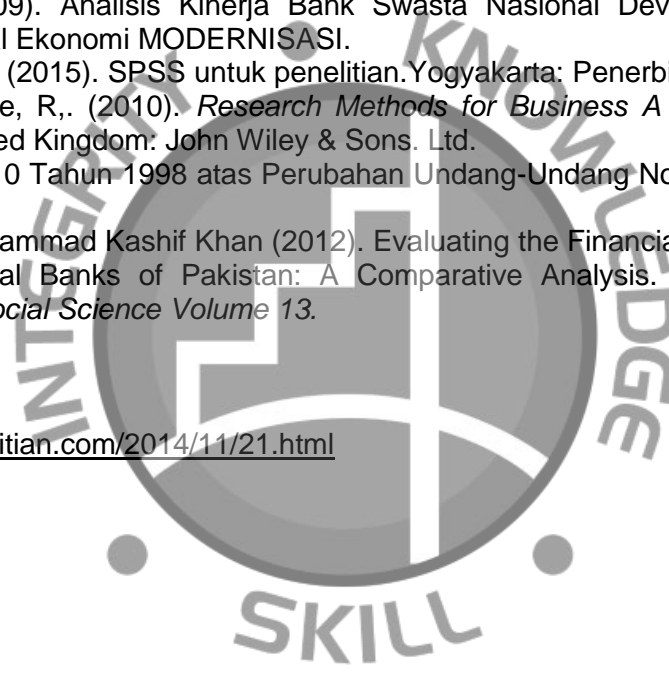 09). Analisis Kinerja Bank Swasta Nasional Dev
l Ekonomi MODERNISASI.
(2015). SPSS untuk penelitian.Yogyakarta: Penerbi
e, R,. (2010). Research Methods for Business A
ed Kingdom: John Wiley & Sons. Ltd.
10 Tahun 1998 atas Perubahan Undang-Undang No
ammad Kashif Khan (2012). Evaluating the Financia
al Banks of Pakistan: A Comparative Analysis.
ocial Science Volume 13.
itian.com/2014/11/21.html
INTEGRITY
KNOWLEDGE
SKILL